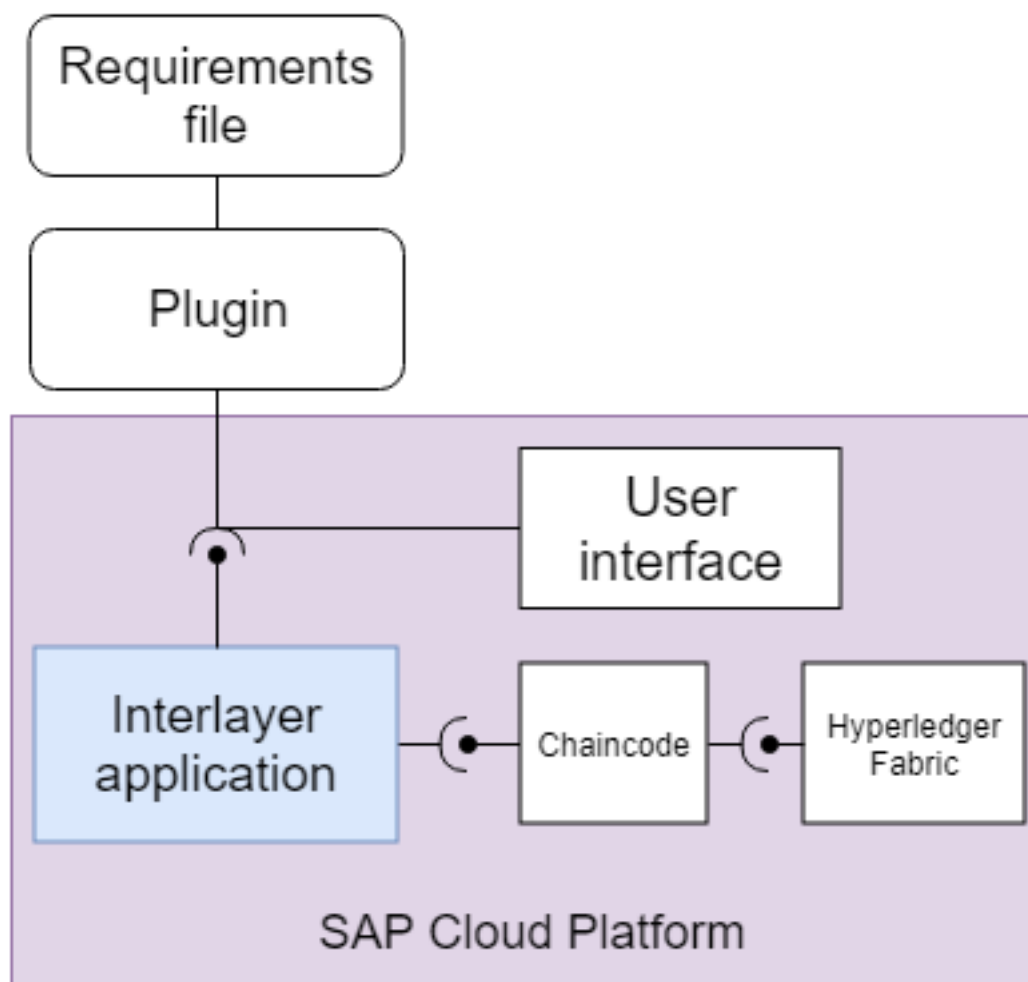 Requirements
file
Plugin
User
interface
Interlayer
application
Chaincode
Hyperledger
Fabric
SAP Cloud Platform